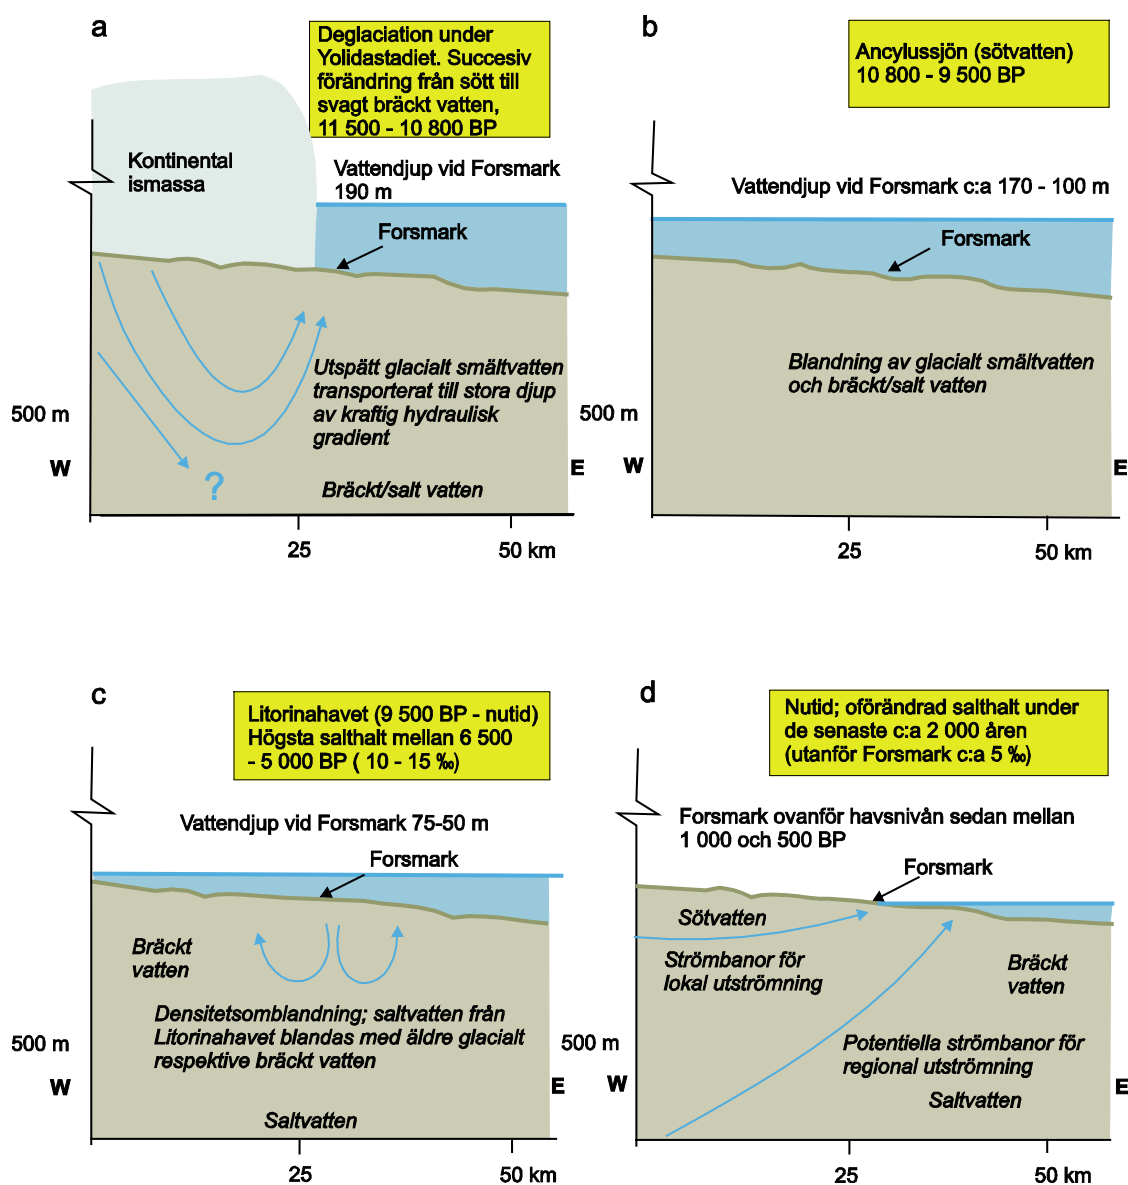 a
Deglaciation under
Yolidastadiet. Succesiv
förändring från sött till
svagt bräckt vatten,
11 500 - 10 800 BP
Kontinental
ismassa
Vattendjup vid Forsmark
190 m
Forsmark
Utspätt glacialt smältvatten
transporterat till stora djup
av kraftig hydraulisk
gradient
500 m
W
E
?
Bräckt/salt vatten
25
50 km
b
Ancylussjön (sötvatten)
10 800 - 9 500 BP
Vattendjup vid Forsmark c:a 170 - 100 m
Forsmark
Blandning av glacialt smältvatten
och bräckt/salt vatten
500 m
W
E
25
50 km
c
Litorinahavet (9 500 BP - nutid)
Högsta salthalt mellan 6 500
- 5 000 BP ( 10 - 15 ‰)
Vattendjup vid Forsmark 75-50 m
Forsmark
Bräckt
vatten
Densitetsomblandning; saltvatten från
Litorinahavet blandas med äldre glacialt
respektive bräckt vatten
500 m
W
E
Saltvatten
25
50 km
d
Nutid; oförändrad salthalt under
de senaste c:a 2 000 åren
(utanför Forsmark c:a 5 ‰)
Forsmark ovanför havsnivån sedan mellan
1 000 och 500 BP
Forsmark
Sötvatten
Strömbanor för
lokal utströmning
Bräckt
vatten
500 m
Potentiella strömbanor för
regional utströmning
W
E
Saltvatten
25
50 km